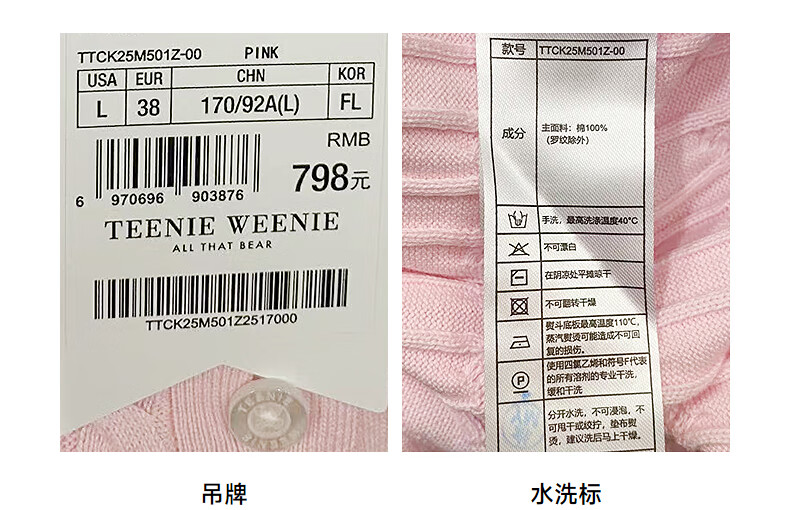 TTCK25M501Z-00 PINK
USA EUR CHN KOR
L 38 170/92A(L) FL
RMB
798元
6 970696 903876
TEENIE WEENIE
ALL THAT BEAR
TTCK25M501Z2517000
TEENIE
WEENIE
款号 TTCK25M501Z-00
成分
主面料：棉100%
（罗纹除外）
手洗，最高洗涤温度40°C
不可漂白
在阴凉处平摊晾干
不可翻转干燥
熨斗底板最高温度110℃，
蒸汽熨烫可能造成不可回
复的损伤。
P
使用四氯乙烯和符号F代表
的所有溶剂的专业干洗，
缓和干洗
分开水洗，不可浸泡，不
可甩干或绞拧，垫布熨
烫，建议洗后马上干燥。
吊牌
水洗标